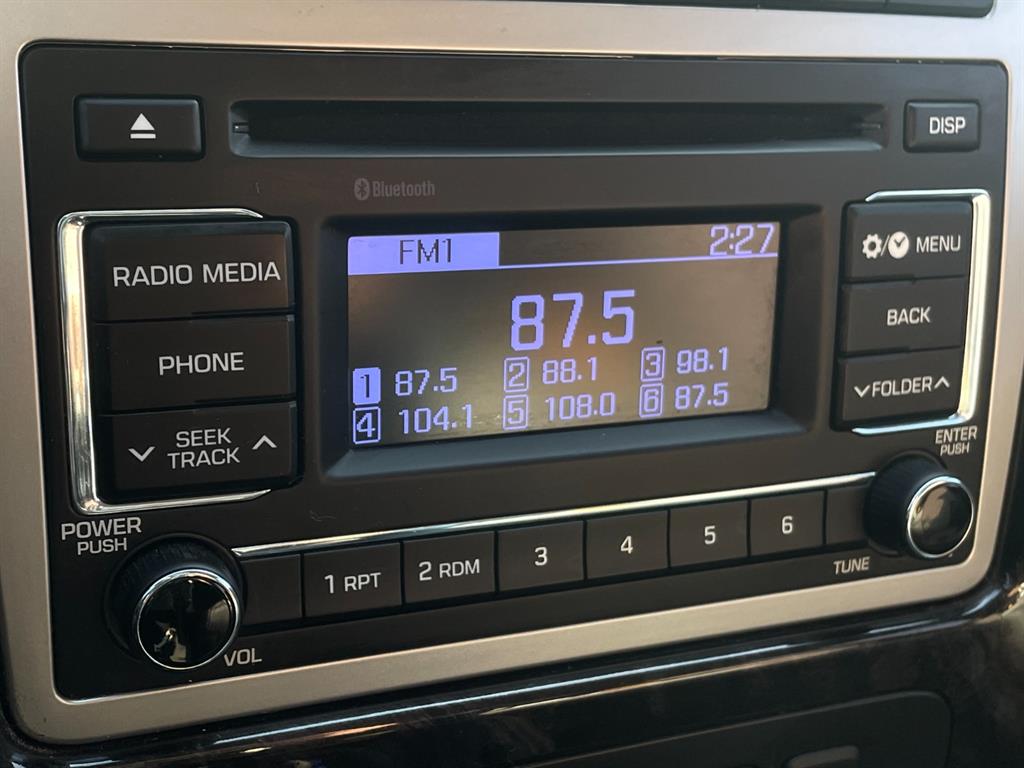 DISP
Bluetooth
RADIO MEDIA
PHONE
SEEK
TRACK
POWER
PUSH
VOL
FM1 2:27
87.5
1 87.5 2 88.1 3 98.1
4 104.1 5 108.0 6 87.5
/ MENU
BACK
FOLDER
ENTER
PUSH
1 RPT 2 RDM 3 4 5 6
TUNE